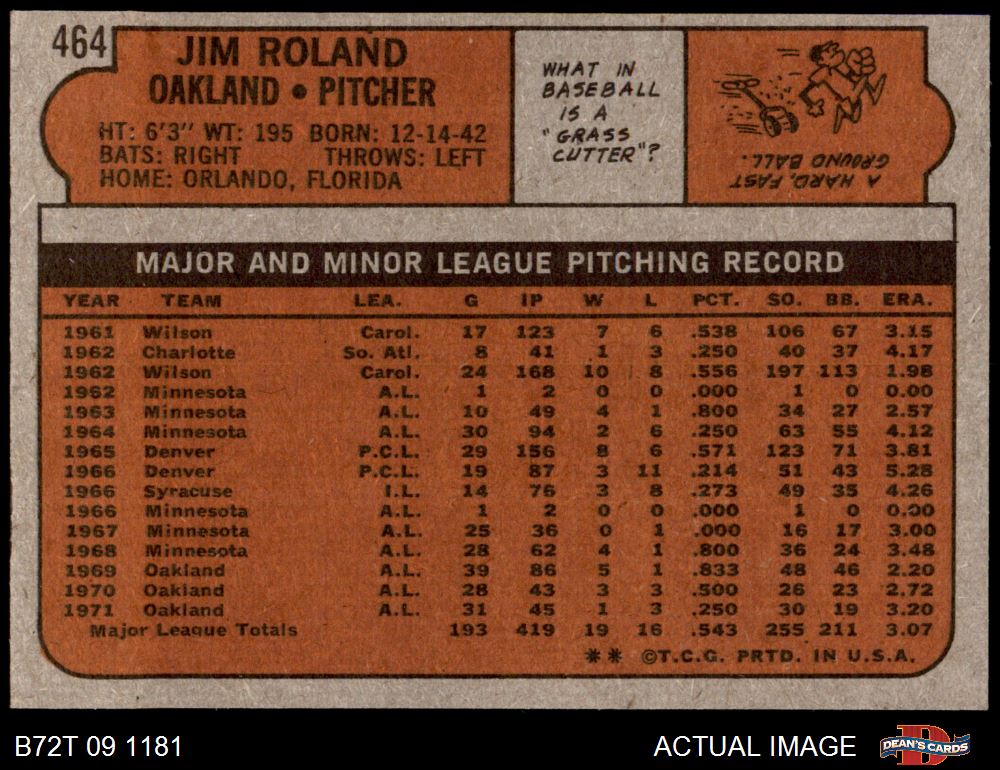 464
JIM ROLAND
OAKLAND • PITCHER
HT: 6'3" WT: 195 BORN: 12-14-42
BATS: RIGHT THROWS: LEFT
HOME: ORLANDO, FLORIDA
WHAT IN
BASEBALL
IS A
"GRASS
CUTTER"?
A HARD, FAST
GROUND BALL.
MAJOR AND MINOR LEAGUE PITCHING RECORD
YEAR TEAM LEA. G IP W L PCT. SO. BB. ERA.
1961 Wilson Carol. 17 123 7 6 .538 106 67 3.15
1962 Charlotte So. Atl. 8 41 1 3 .250 40 37 4.17
1962 Wilson Carol. 24 168 10 8 .556 197 113 1.98
1962 Minnesota A.L. 1 2 0 0 .000 1 0 0.00
1963 Minnesota A.L. 10 49 4 1 .800 34 27 2.57
1964 Minnesota A.L. 30 94 2 6 .250 63 55 4.12
1965 Denver P.C.L. 29 156 8 6 .571 123 71 3.81
1966 Denver P.C.L. 19 87 3 11 .214 51 43 5.28
1966 Syracuse I.L. 14 76 3 8 .273 49 35 4.26
1966 Minnesota A.L. 1 2 0 0 .000 1 0 0.00
1967 Minnesota A.L. 25 36 0 1 .000 16 17 3.00
1968 Minnesota A.L. 28 62 4 1 .800 36 24 3.48
1969 Oakland A.L. 39 86 5 1 .833 48 46 2.20
1970 Oakland A.L. 28 43 3 3 .500 26 23 2.72
1971 Oakland A.L. 31 45 1 3 .250 30 19 3.20
Major League Totals 193 419 19 16 .543 255 211 3.07
** ©T.C.G. PRTD. IN U.S.A.
B72T 09 1181 ACTUAL IMAGE DEAN'S CARDS